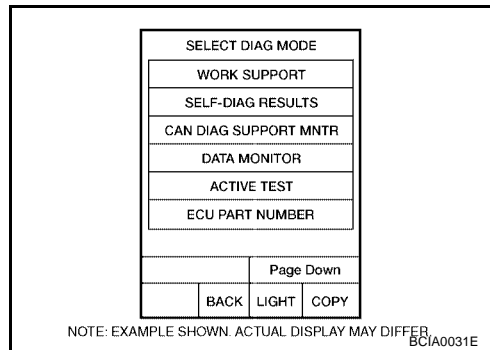 SELECT DIAG MODE
WORK SUPPORT
SELF-DIAG RESULTS
CAN DIAG SUPPORT MNTR
DATA MONITOR
ACTIVE TEST
ECU PART NUMBER
Page Down
BACK LIGHT COPY
NOTE: EXAMPLE SHOWN. ACTUAL DISPLAY MAY DIFFER.
BCIA0031E